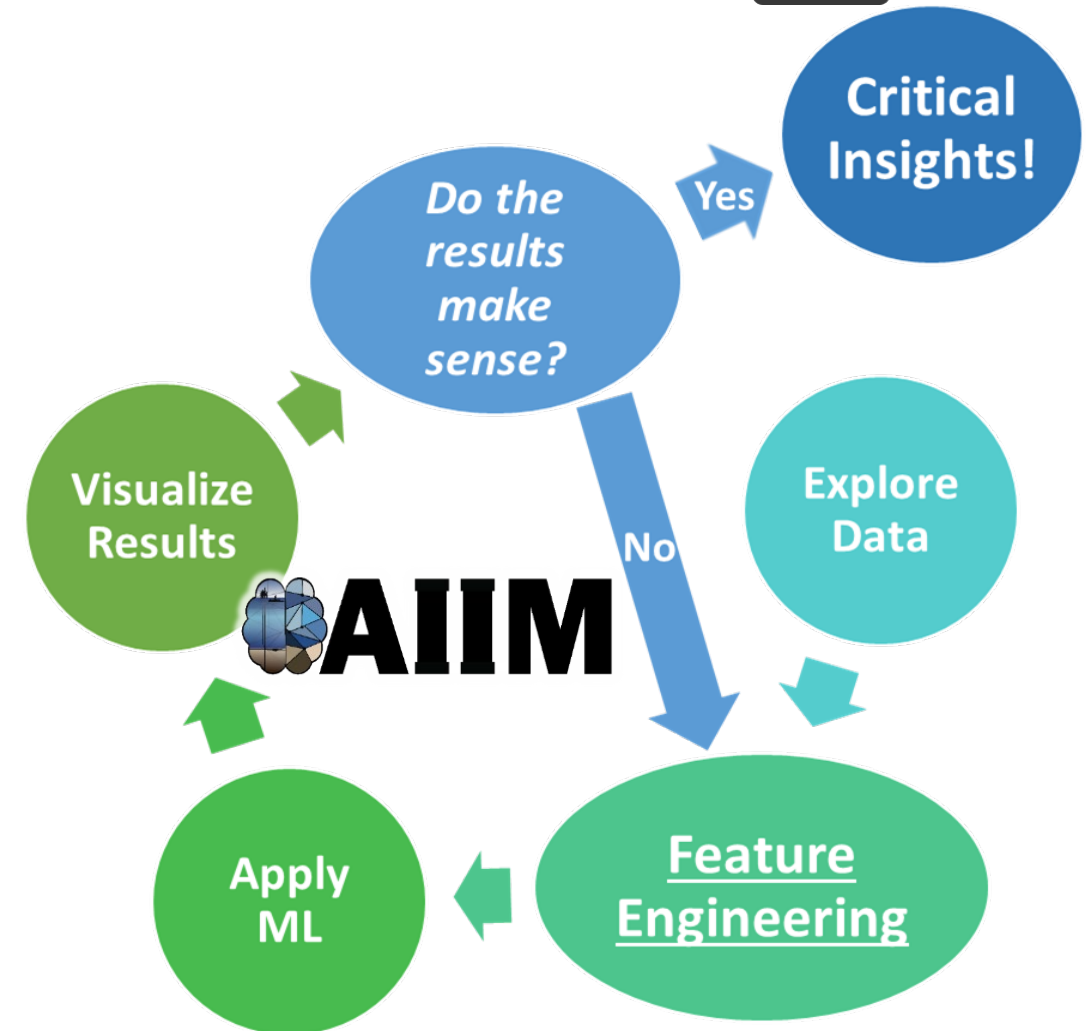 Critical
Insights!
Yes
Do the
results
make
sense?
Visualize
Results
No
Explore
Data
AIIM
Apply
ML
Feature
Engineering